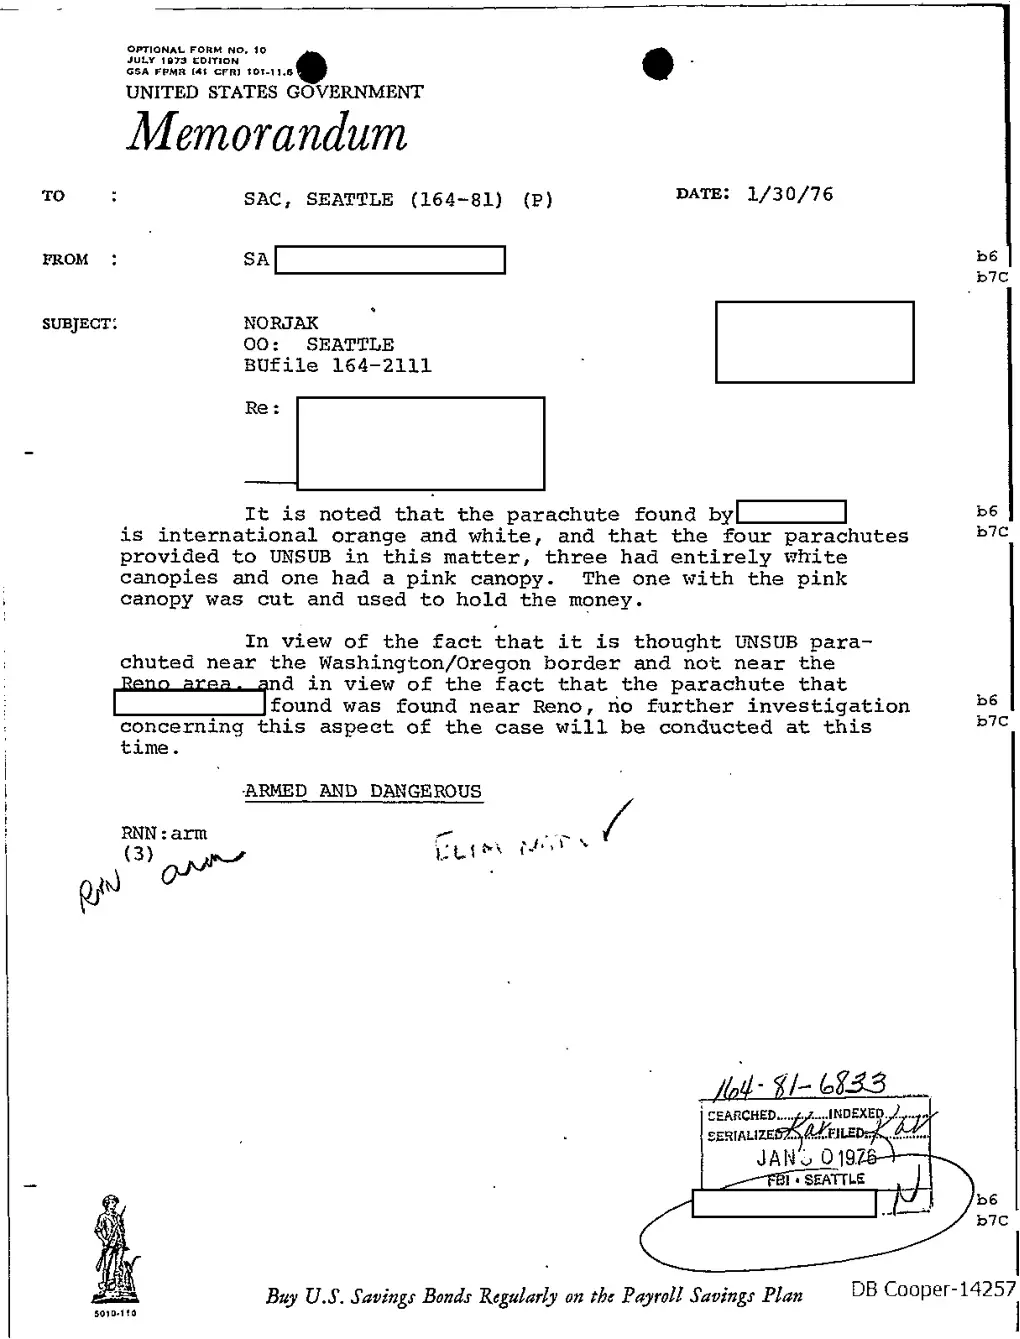 OPTIONAL FORM NO. 10
JULY 1973 EDITION
GSA FPMR (41 CFR) 101-11.6
UNITED STATES GOVERNMENT
Memorandum
TO : SAC, SEATTLE (164-81) (P) DATE: 1/30/76
FROM : SA b6
b7C
SUBJECT: NORJAK
OO: SEATTLE
BUfile 164-2111
Re:
It is noted that the parachute found by b6
is international orange and white, and that the four parachutes b7C
provided to UNSUB in this matter, three had entirely white
canopies and one had a pink canopy. The one with the pink
canopy was cut and used to hold the money.
In view of the fact that it is thought UNSUB para-
chuted near the Washington/Oregon border and not near the
Reno area, and in view of the fact that the parachute that
found was found near Reno, no further investigation b6
concerning this aspect of the case will be conducted at this b7C
time.
ARMED AND DANGEROUS
RNN:arm
(3)
RNN arm
164-81-6833
SEARCHED INDEXED
SERIALIZED Kar FILED Kar
JAN 30 1976
FBI • SEATTLE
N
b6
b7C
5010-110
Buy U.S. Savings Bonds Regularly on the Payroll Savings Plan
DB Cooper-14257